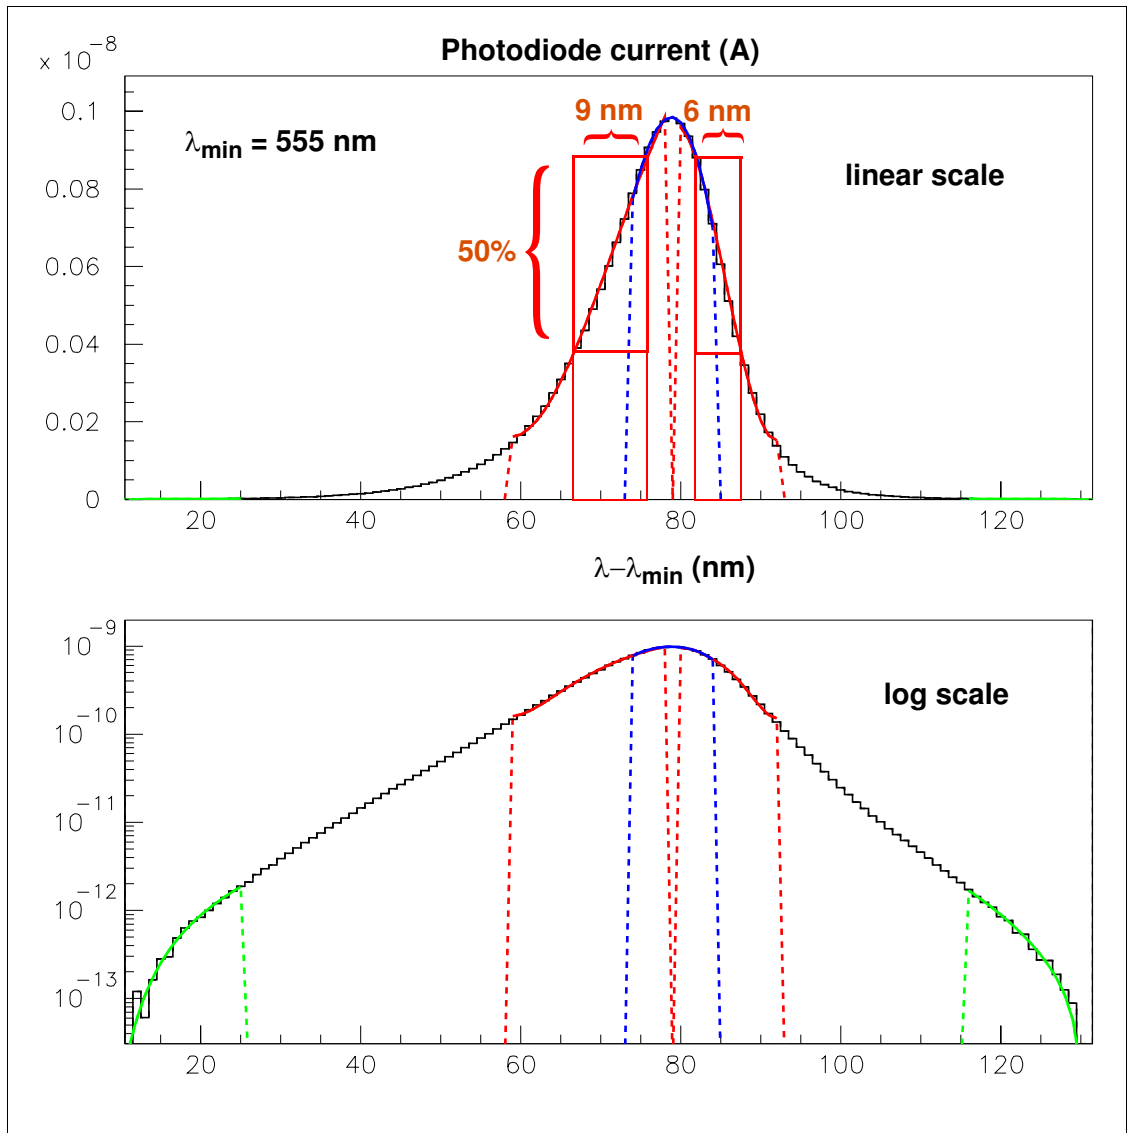 x 10⁻⁸
Photodiode current (A)
0.1
0.08
0.06
0.04
0.02
0
λmin = 555 nm
9 nm
6 nm
linear scale
50%
20 40 60 80 100 120
λ−λmin (nm)
10⁻⁹
10⁻¹⁰
10⁻¹¹
10⁻¹²
10⁻¹³
log scale
20 40 60 80 100 120